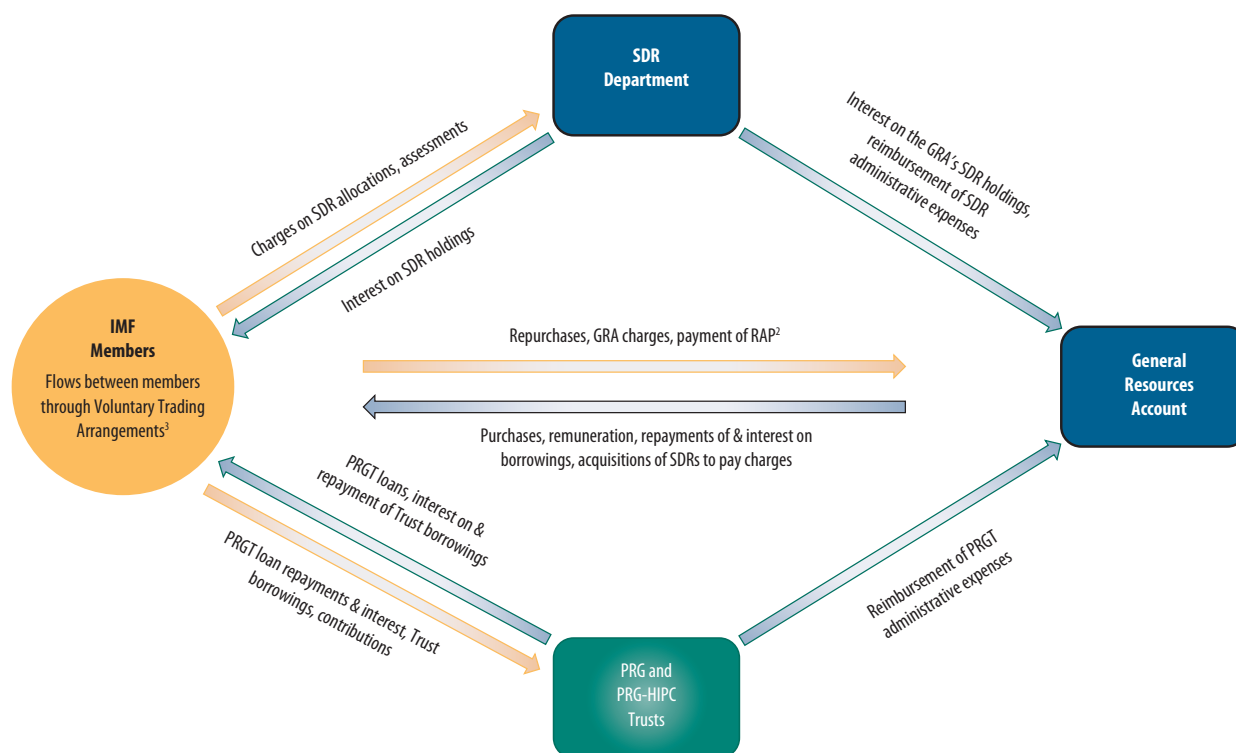 SDR
Department
Charges on SDR allocations, assessments
Interest on SDR holdings
Interest on the GRA's SDR holdings,
reimbursement of SDR
administrative expenses
IMF
Members
Flows between members
through Voluntary Trading
Arrangements³
Repurchases, GRA charges, payment of RAP²
Purchases, remuneration, repayments of & interest on
borrowings, acquisitions of SDRs to pay charges
General
Resources
Account
PRGT loans, interest on &
repayment of Trust borrowings
PRGT loan repayments & interest, Trust
borrowings, contributions
Reimbursement of PRGT
administrative expenses
PRG and
PRG-HIPC
Trusts